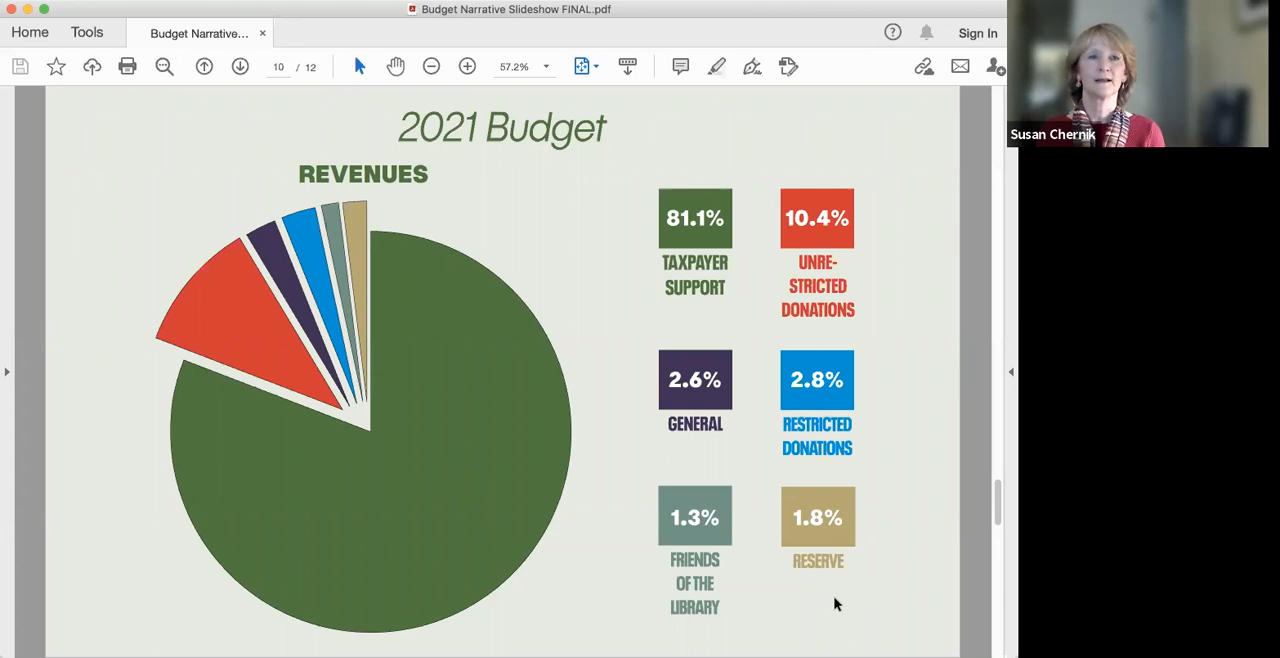 Budget Narrative Slideshow FINAL.pdf
Home Tools Budget Narrative... × ? Sign In
10 / 12 57.2%
Susan Chernik
2021 Budget
REVENUES
81.1% 10.4%
TAXPAYER
SUPPORT
UNRE-
STRICTED
DONATIONS
2.6% 2.8%
GENERAL
RESTRICTED
DONATIONS
1.3% 1.8%
FRIENDS
OF THE
LIBRARY
RESERVE